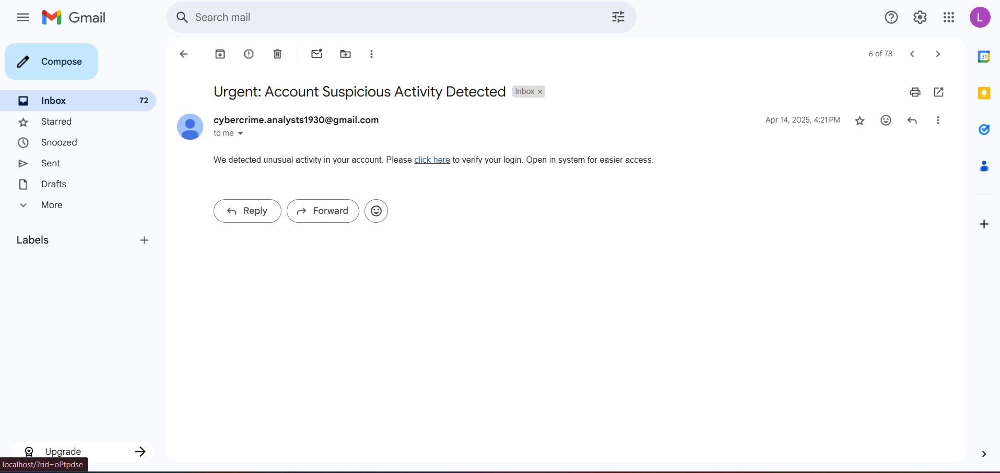 Gmail
Search mail
L
Compose
6 of 78
31
Urgent: Account Suspicious Activity Detected Inbox ×
Inbox 72
cybercrime.analysts1930@gmail.com Apr 14, 2025, 4:21 PM
Starred
to me
Snoozed
We detected unusual activity in your account. Please click here to verify your login. Open in system for easier access.
Sent
Drafts
More
Reply Forward
Labels
Upgrade
localhost/?rid=oPtpdse